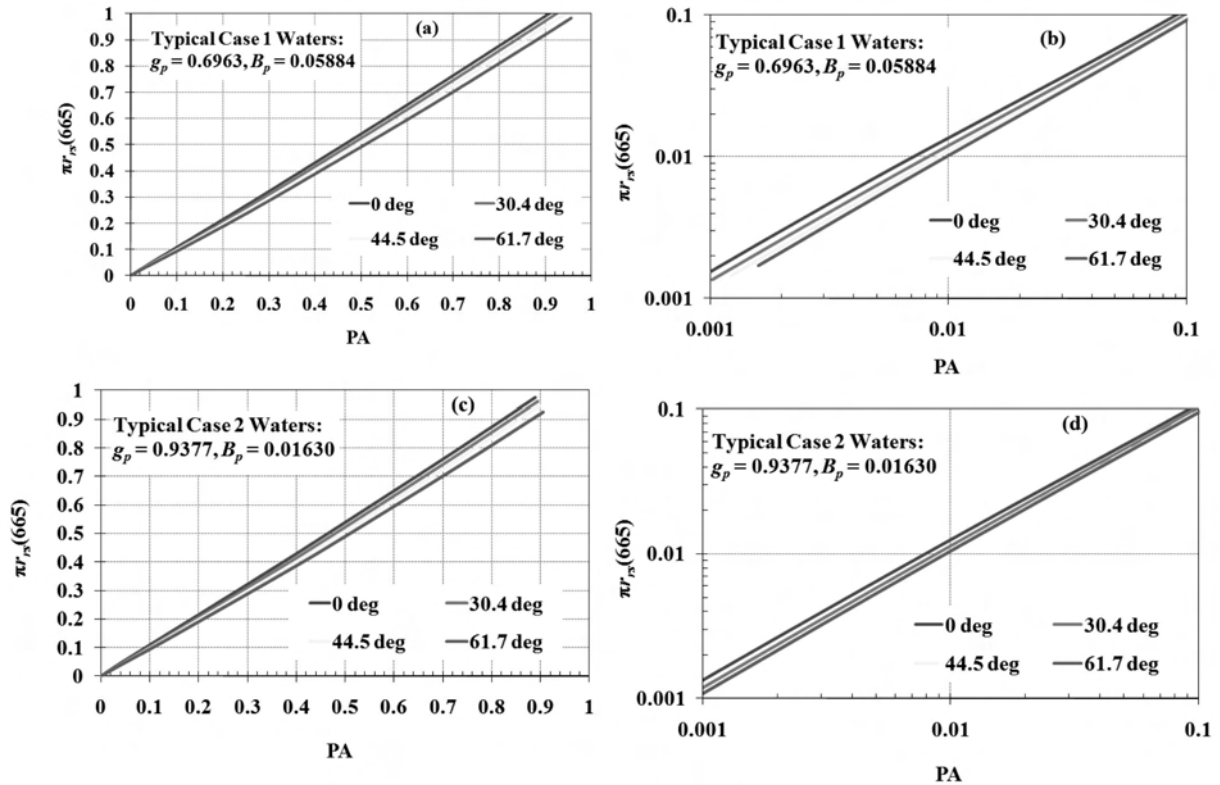 (a)
Typical Case 1 Waters:
gp = 0.6963, Bp = 0.05884
πrrs(665)
1
0.9
0.8
0.7
0.6
0.5
0.4
0.3
0.2
0.1
0
0 deg
30.4 deg
44.5 deg
61.7 deg
0 0.1 0.2 0.3 0.4 0.5 0.6 0.7 0.8 0.9 1
PA
(b)
Typical Case 1 Waters:
gp = 0.6963, Bp = 0.05884
πrrs(665)
0.1
0.01
0.001
0 deg
30.4 deg
44.5 deg
61.7 deg
0.001 0.01 0.1
PA
(c)
Typical Case 2 Waters:
gp = 0.9377, Bp = 0.01630
πrrs(665)
1
0.9
0.8
0.7
0.6
0.5
0.4
0.3
0.2
0.1
0
0 deg
30.4 deg
44.5 deg
61.7 deg
0 0.1 0.2 0.3 0.4 0.5 0.6 0.7 0.8 0.9 1
PA
(d)
Typical Case 2 Waters:
gp = 0.9377, Bp = 0.01630
πrrs(665)
0.1
0.01
0.001
0 deg
30.4 deg
44.5 deg
61.7 deg
0.001 0.01 0.1
PA